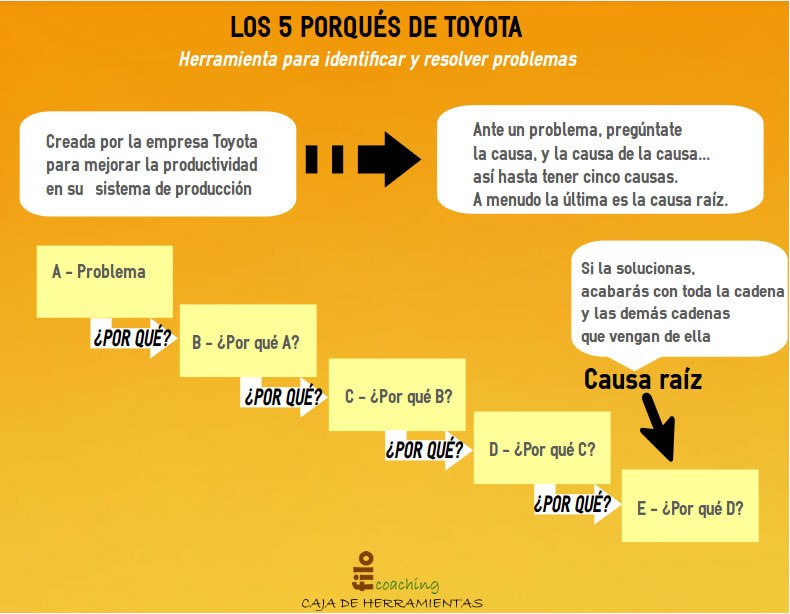 LOS 5 PORQUÉS DE TOYOTA
Herramienta para identificar y resolver problemas
Creada por la empresa Toyota
para mejorar la productividad
en su sistema de producción
Ante un problema, pregúntate
la causa, y la causa de la causa...
así hasta tener cinco causas.
A menudo la última es la causa raíz.
A - Problema
¿POR QUÉ?
B - ¿Por qué A?
¿POR QUÉ?
C - ¿Por qué B?
¿POR QUÉ?
D - ¿Por qué C?
¿POR QUÉ?
E - ¿Por qué D?
Si la solucionas,
acabarás con toda la cadena
y las demás cadenas
que vengan de ella
Causa raíz
filo
coaching
CAJA DE HERRAMIENTAS